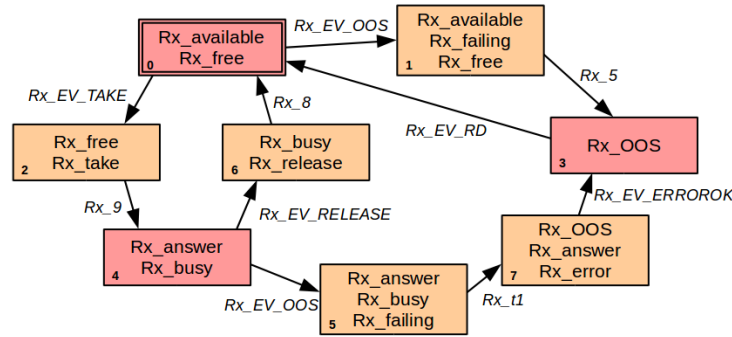 Rx_available
Rx_free
0
Rx_EV_OOS
Rx_available
Rx_failing
Rx_free
1
Rx_EV_TAKE
Rx_8
Rx_5
Rx_EV_RD
Rx_free
Rx_take
2
Rx_busy
Rx_release
6
Rx_OOS
3
Rx_9
Rx_EV_RELEASE
Rx_EV_ERROROK
Rx_answer
Rx_busy
4
Rx_OOS
Rx_answer
Rx_error
7
Rx_EV_OOS
Rx_answer
Rx_busy
Rx_failing
5
Rx_t1